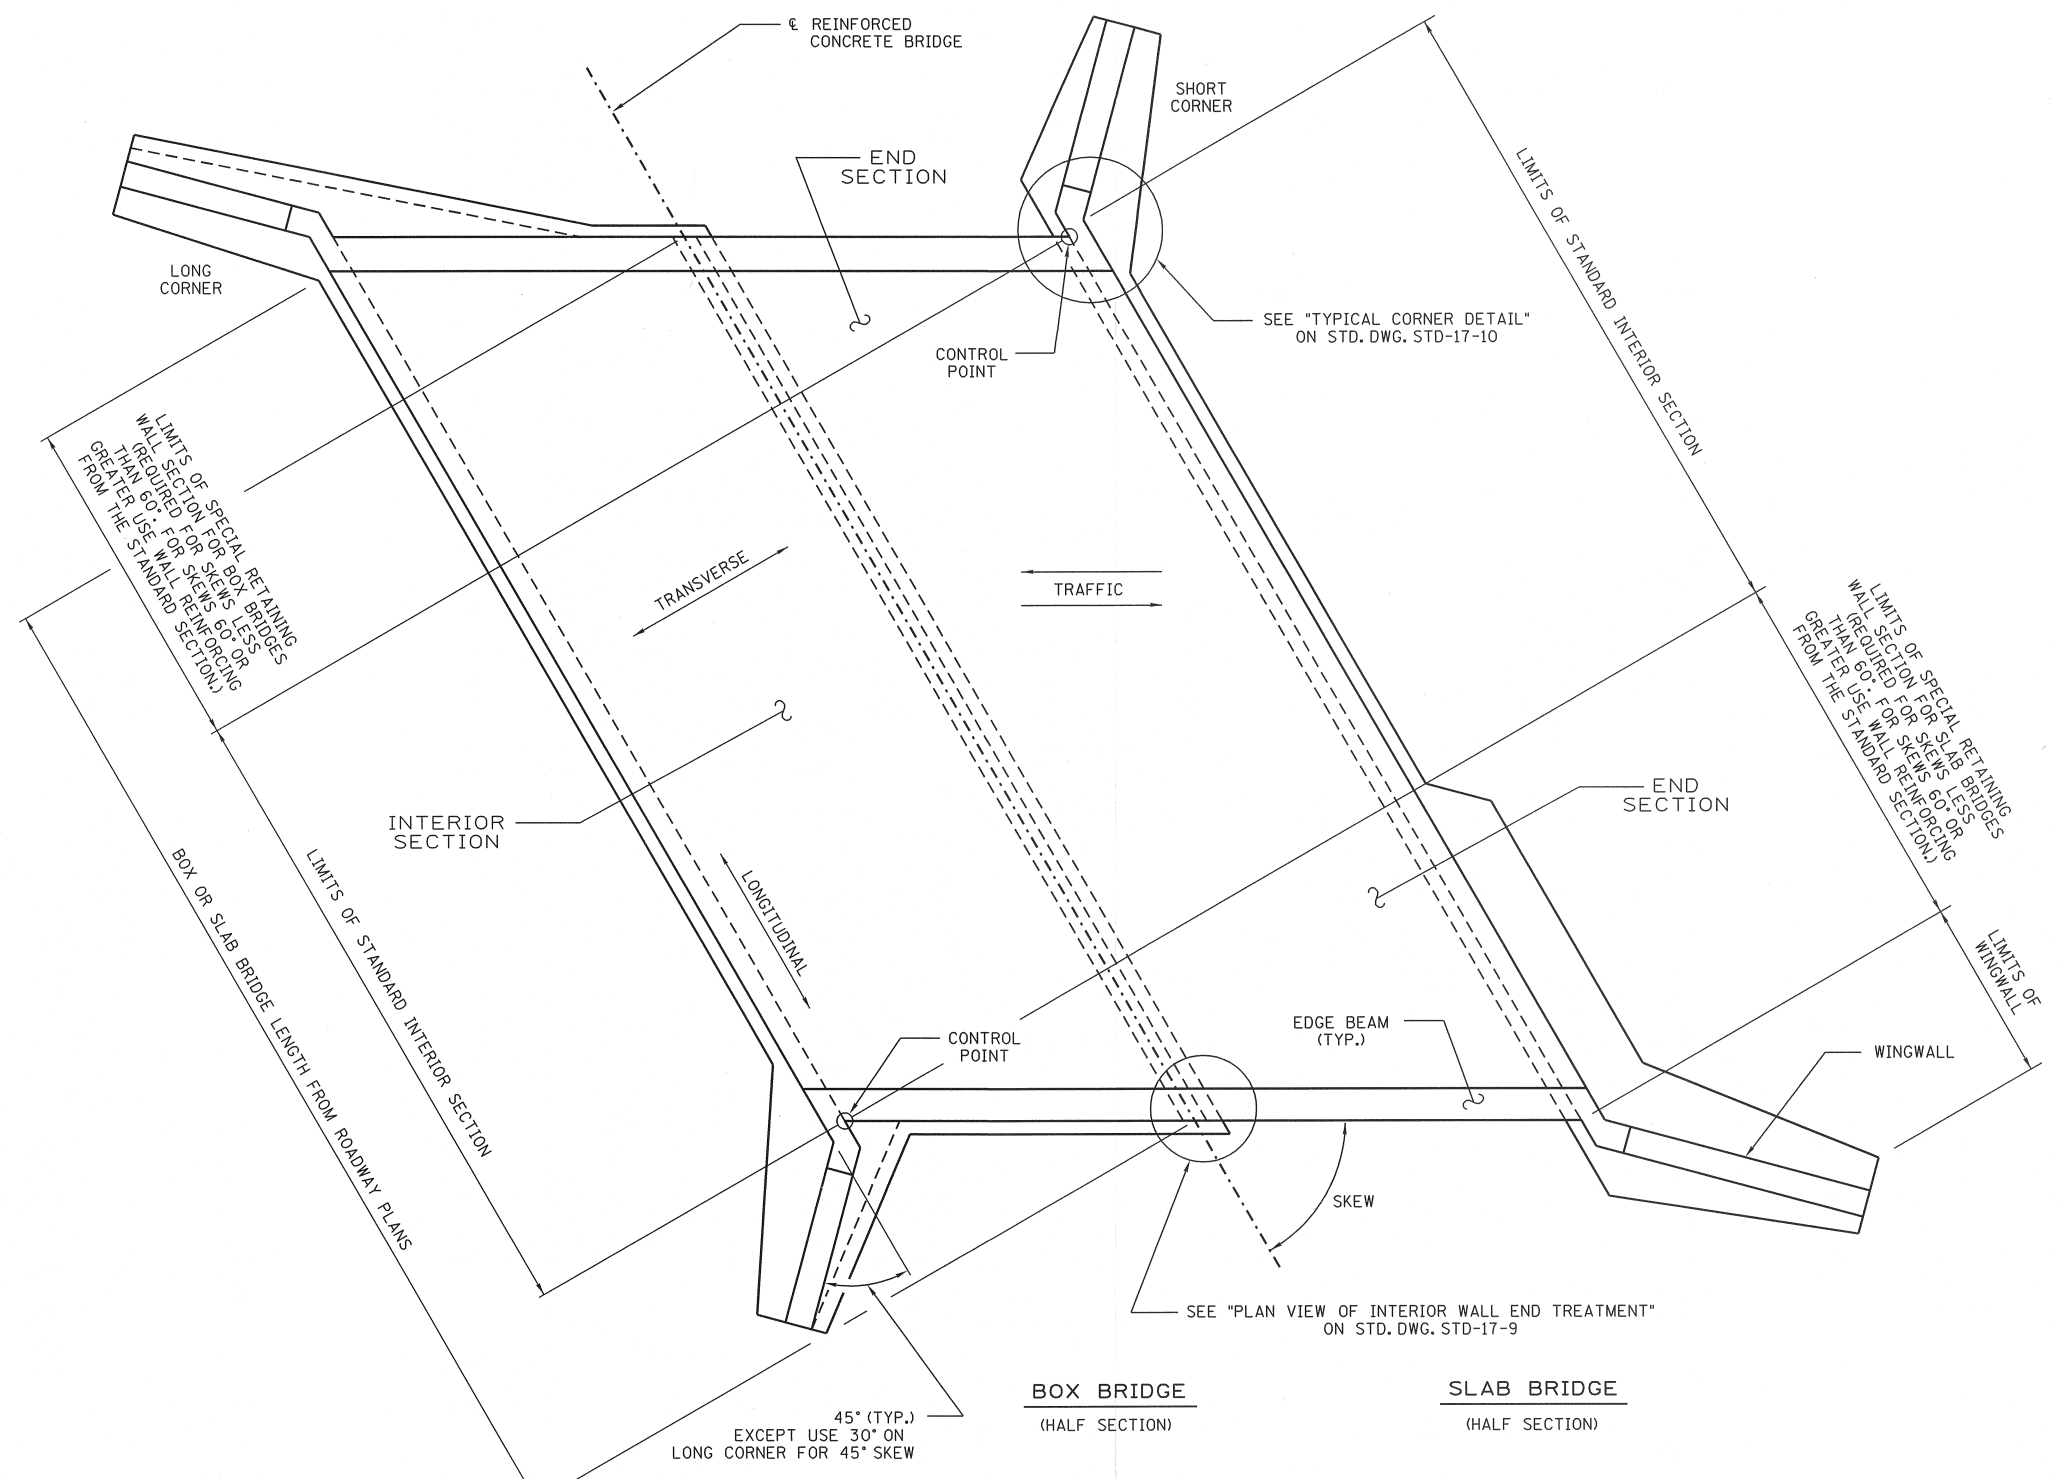 ℄ REINFORCED
CONCRETE BRIDGE
SHORT
CORNER
END
SECTION
LONG
CORNER
LIMITS OF STANDARD INTERIOR SECTION
SEE "TYPICAL CORNER DETAIL"
ON STD. DWG. STD-17-10
CONTROL
POINT
LIMITS OF SPECIAL RETAINING
WALL SECTION FOR BOX BRIDGES
(REQUIRED FOR SKEWS LESS
THAN 60°. FOR SKEWS 60° OR
GREATER USE WALL REINFORCING
FROM THE STANDARD SECTION.)
TRANSVERSE
TRAFFIC
LIMITS OF SPECIAL RETAINING
WALL SECTION FOR SLAB BRIDGES
(REQUIRED FOR SKEWS LESS
THAN 60°. FOR SKEWS 60° OR
GREATER USE WALL REINFORCING
FROM THE STANDARD SECTION.)
END
SECTION
INTERIOR
SECTION
BOX OR SLAB BRIDGE LENGTH FROM ROADWAY PLANS
LIMITS OF STANDARD INTERIOR SECTION
LONGITUDINAL
LIMITS OF
WINGWALL
EDGE BEAM
(TYP.)
CONTROL
POINT
WINGWALL
SKEW
SEE "PLAN VIEW OF INTERIOR WALL END TREATMENT"
ON STD. DWG. STD-17-9
BOX BRIDGE
(HALF SECTION)
SLAB BRIDGE
(HALF SECTION)
45° (TYP.)
EXCEPT USE 30° ON
LONG CORNER FOR 45° SKEW